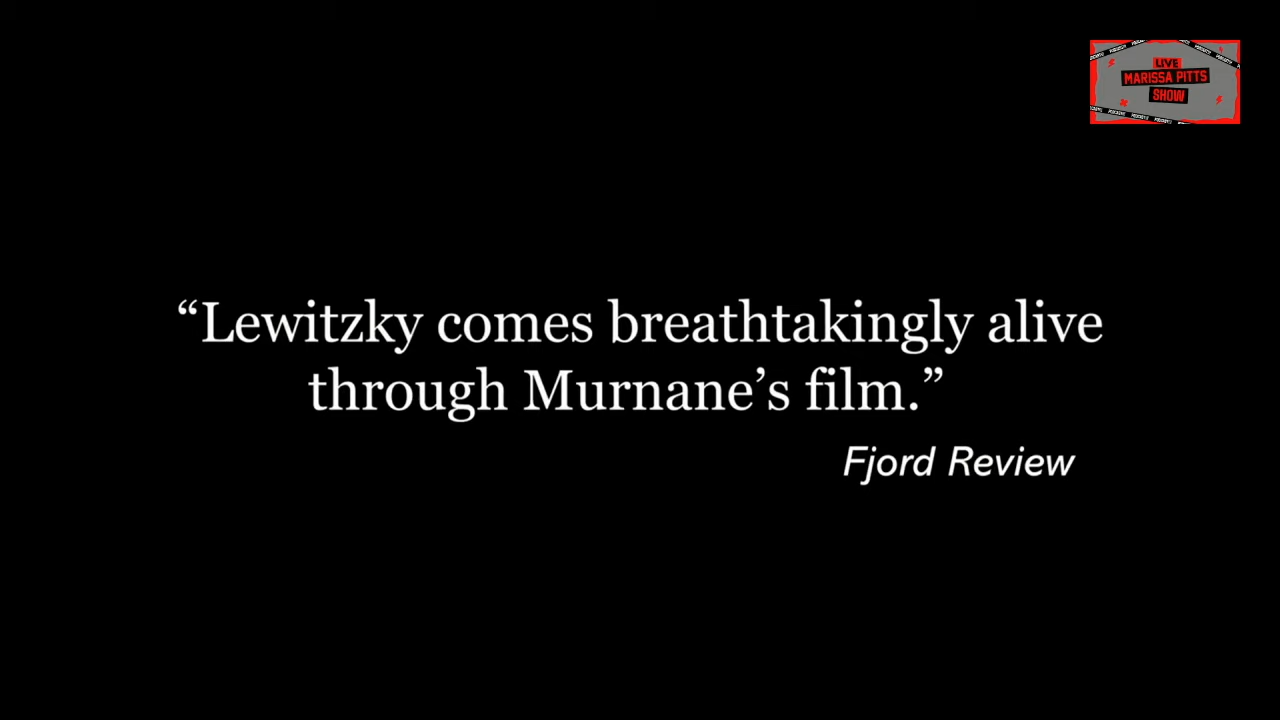 LIVE
MARISSA PITTS
SHOW
“Lewitzky comes breathtakingly alive
through Murnane’s film.”
Fjord Review